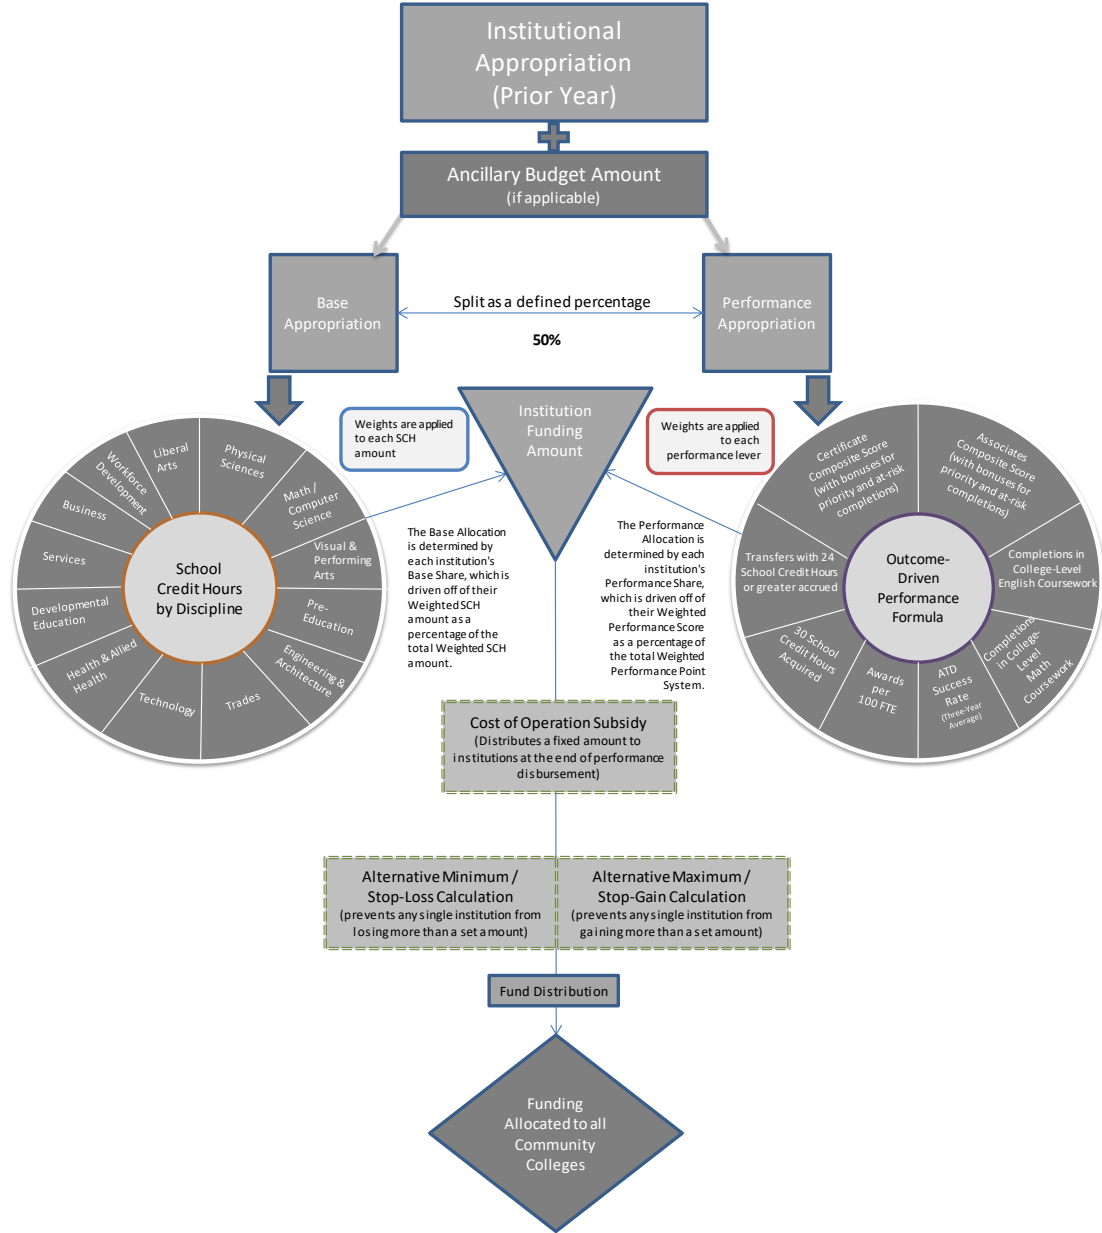 Institutional
Appropriation
(Prior Year)
Ancillary Budget Amount
(if applicable)
Base
Appropriation
Split as a defined percentage
50%
Performance
Appropriation
Weights are applied
to each SCH
amount
Institution
Funding
Amount
Weights are applied
to each
performance lever
Liberal
Arts
Physical
Sciences
Math /
Computer
Science
Visual &
Performing
Arts
Pre-
Education
Engineering &
Architecture
Trades
Technology
Health & Allied
Health
Developmental
Education
Services
Business
Workforce
Development
School
Credit Hours
by Discipline
The Base Allocation
is determined by
each institution's
Base Share, which is
driven off of their
Weighted SCH
amount as a
percentage of the
total Weighted SCH
amount.
The Performance
Allocation is
determined by each
institution's
Performance Share,
which is driven off of
their Weighted
Performance Score
as a percentage of
the total Weighted
Performance Point
System.
Certificate
Composite Score
(with bonuses for
priority and at-risk
completions)
Associates
Composite Score
(with bonuses for
priority and at-risk
completions)
Completions in
College-Level
English Coursework
Completions
in College-
Level
Math
Coursework
ATD
Success
Rate
(Three-Year
Average)
Awards
per
100 FTE
30 School
Credit Hours
Acquired
Transfers with 24
School Credit Hours
or greater accrued
Outcome-
Driven
Performance
Formula
Cost of Operation Subsidy
(Distributes a fixed amount to
institutions at the end of performance
disbursement)
Alternative Minimum /
Stop-Loss Calculation
(prevents any single institution from
losing more than a set amount)
Alternative Maximum /
Stop-Gain Calculation
(prevents any single institution from
gaining more than a set amount)
Fund Distribution
Funding
Allocated to all
Community
Colleges